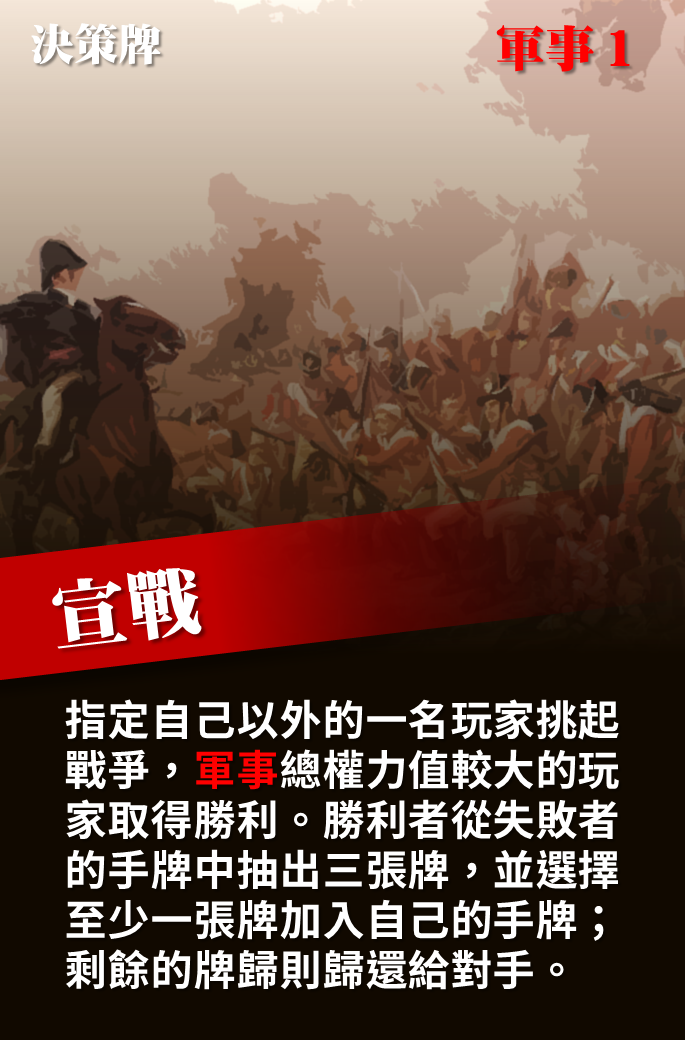 決策牌
軍事 1
宣戰
指定自己以外的一名玩家挑起
戰爭，軍事總權力值較大的玩
家取得勝利。勝利者從失敗者
的手牌中抽出三張牌，並選擇
至少一張牌加入自己的手牌；
剩餘的牌歸則歸還給對手。